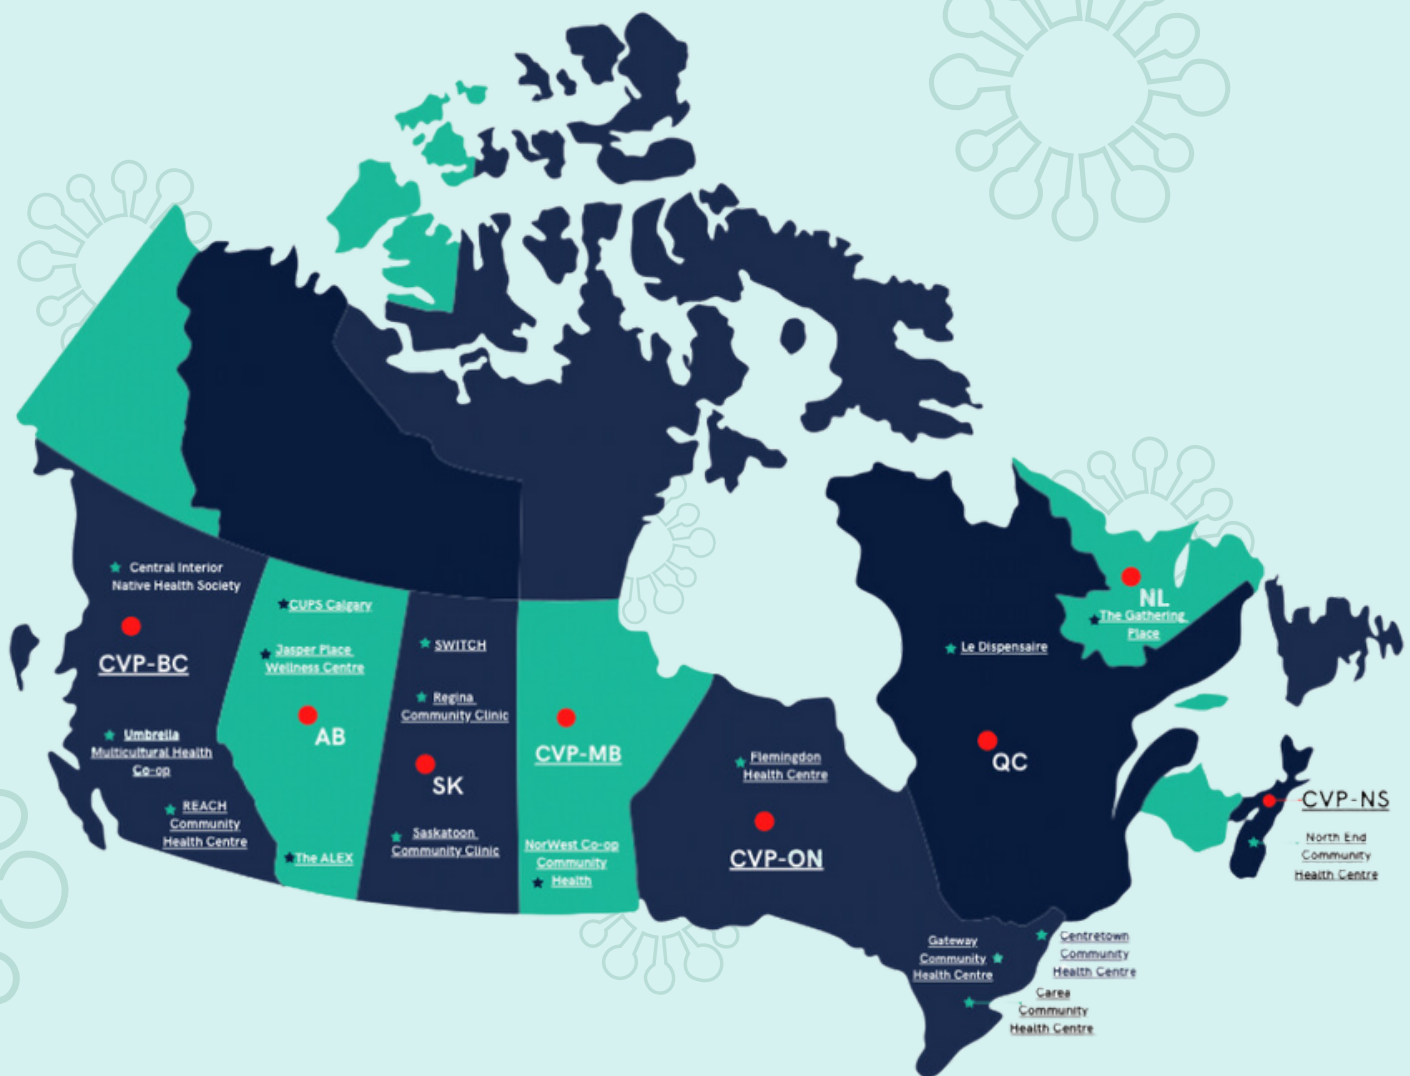 Central Interior
Native Health Society
CVP-BC
Umbrella
Multicultural Health
Co-op
REACH
Community
Health Centre
CUPS Calgary
Jasper Place
Wellness Centre
AB
The ALEX
SWITCH
Regina
Community Clinic
SK
Saskatoon
Community Clinic
CVP-MB
NorWest Co-op
Community
Health
Flemingdon
Health Centre
CVP-ON
Gateway
Community
Health Centre
Centretown
Community
Health Centre
Carea
Community
Health Centre
Le Dispensaire
QC
NL
The Gathering
Place
CVP-NS
North End
Community
Health Centre